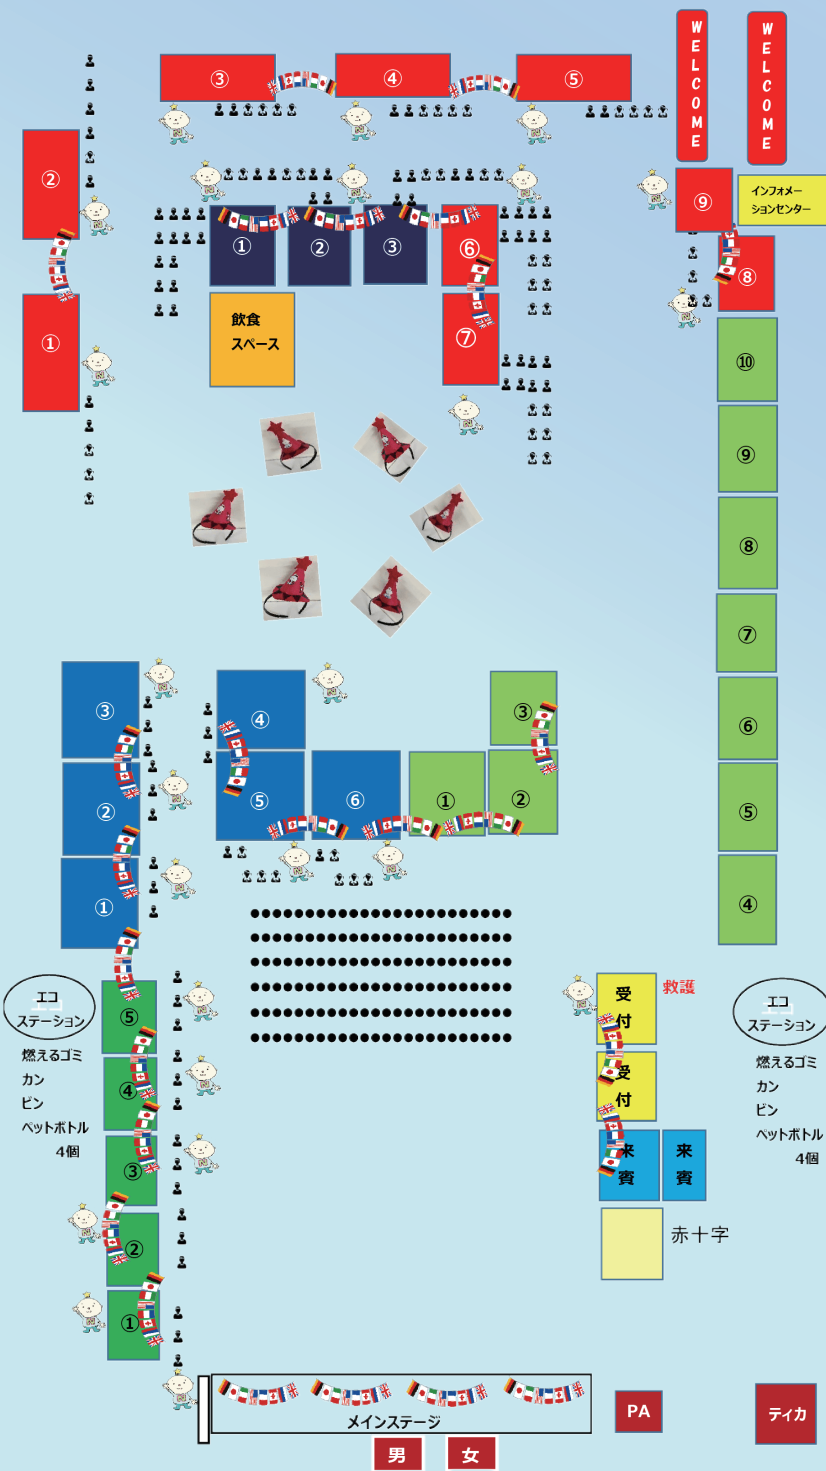 WELCOME
WELCOME
③
④
⑤
②
①
①
②
③
⑥
⑦
飲食
スペース
⑨
インフォメー
ションセンター
⑧
⑩
⑨
⑧
⑦
⑥
⑤
④
③
②
①
④
⑤
⑥
①
②
③
エコ
ステーション
燃えるゴミ
カン
ビン
ペットボトル
4個
⑤
④
③
②
①
受付
救護
受付
来賓
来賓
赤十字
エコ
ステーション
燃えるゴミ
カン
ビン
ペットボトル
4個
メインステージ
PA
ティカ
男
女